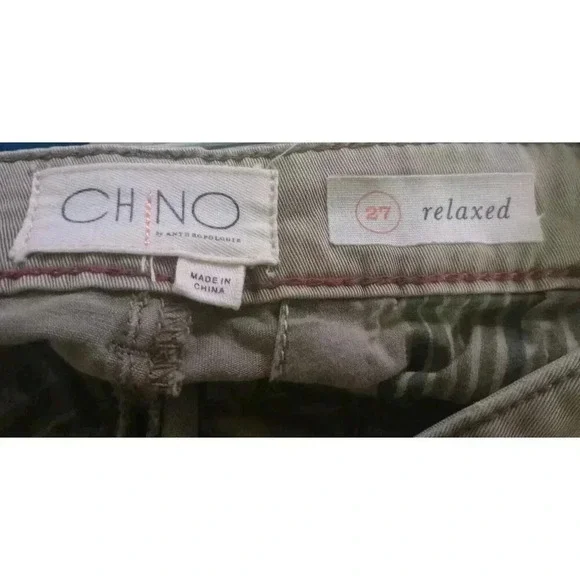 CHINO
by ANTHROPOLOGIE
MADE IN
CHINA
27 relaxed